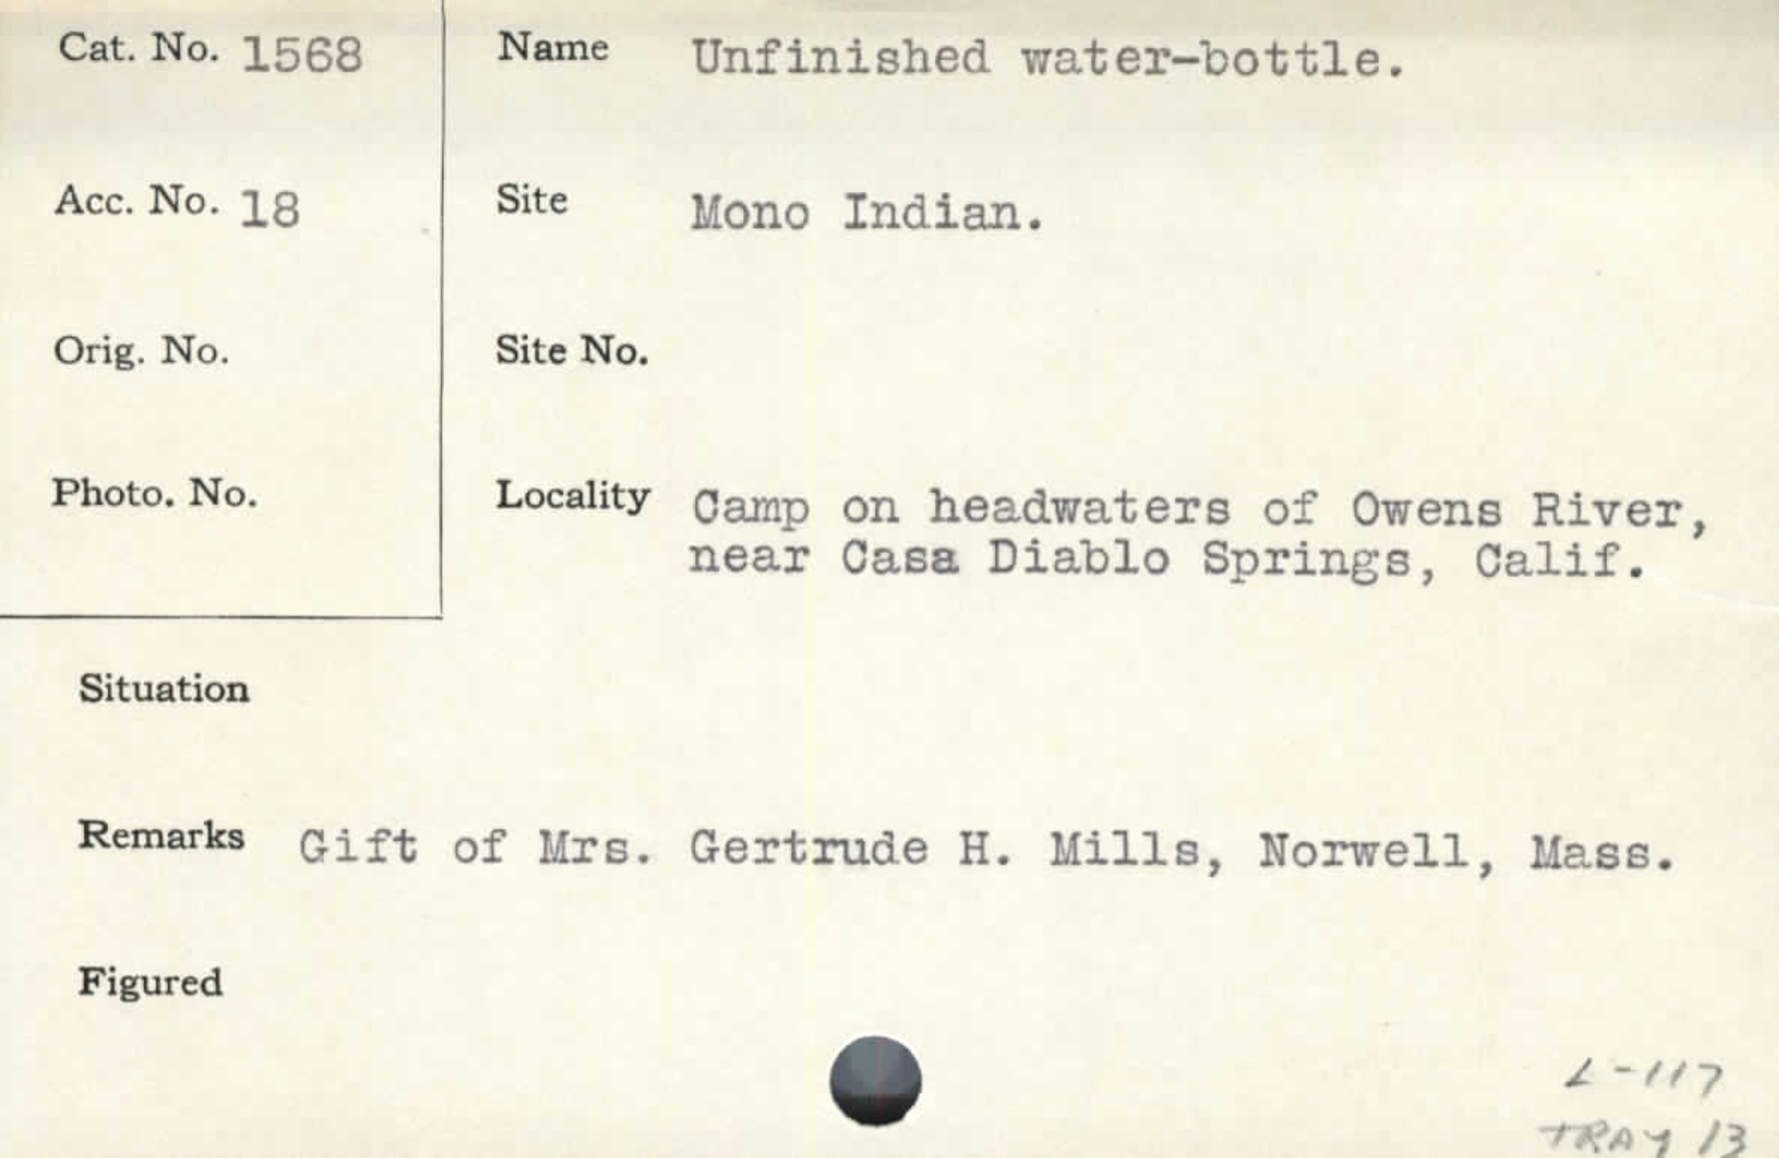 Cat. No. 1568
Name Unfinished water-bottle.
Acc. No. 18
Site Mono Indian.
Orig. No.
Site No.
Photo. No.
Locality Camp on headwaters of Owens River,
near Casa Diablo Springs, Calif.
Situation
Remarks Gift of Mrs. Gertrude H. Mills, Norwell, Mass.
Figured
L-117
TRAY 13